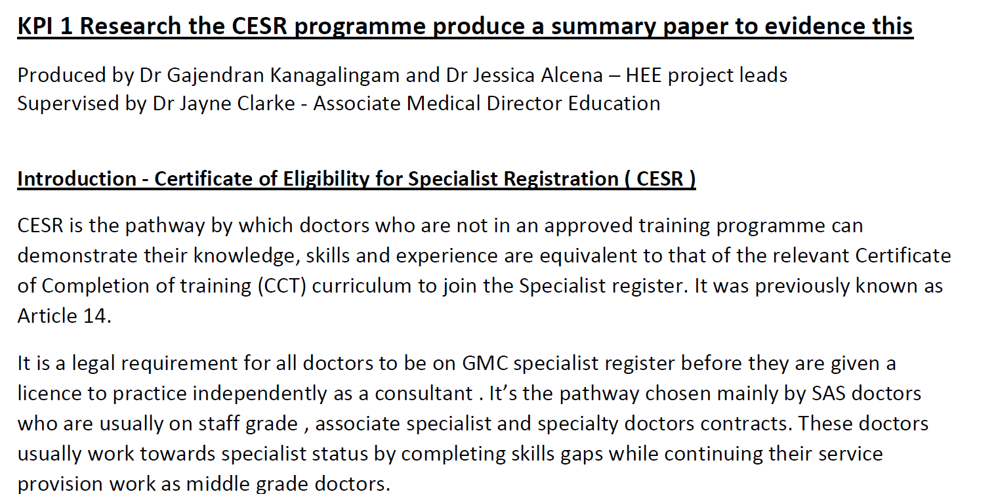 KPI 1 Research the CESR programme produce a summary paper to evidence this
Produced by Dr Gajendran Kanagalingam and Dr Jessica Alcena – HEE project leads
Supervised by Dr Jayne Clarke - Associate Medical Director Education
Introduction - Certificate of Eligibility for Specialist Registration ( CESR )
CESR is the pathway by which doctors who are not in an approved training programme can
demonstrate their knowledge, skills and experience are equivalent to that of the relevant Certificate
of Completion of training (CCT) curriculum to join the Specialist register. It was previously known as
Article 14.
It is a legal requirement for all doctors to be on GMC specialist register before they are given a
licence to practice independently as a consultant . It’s the pathway chosen mainly by SAS doctors
who are usually on staff grade , associate specialist and specialty doctors contracts. These doctors
usually work towards specialist status by completing skills gaps while continuing their service
provision work as middle grade doctors.